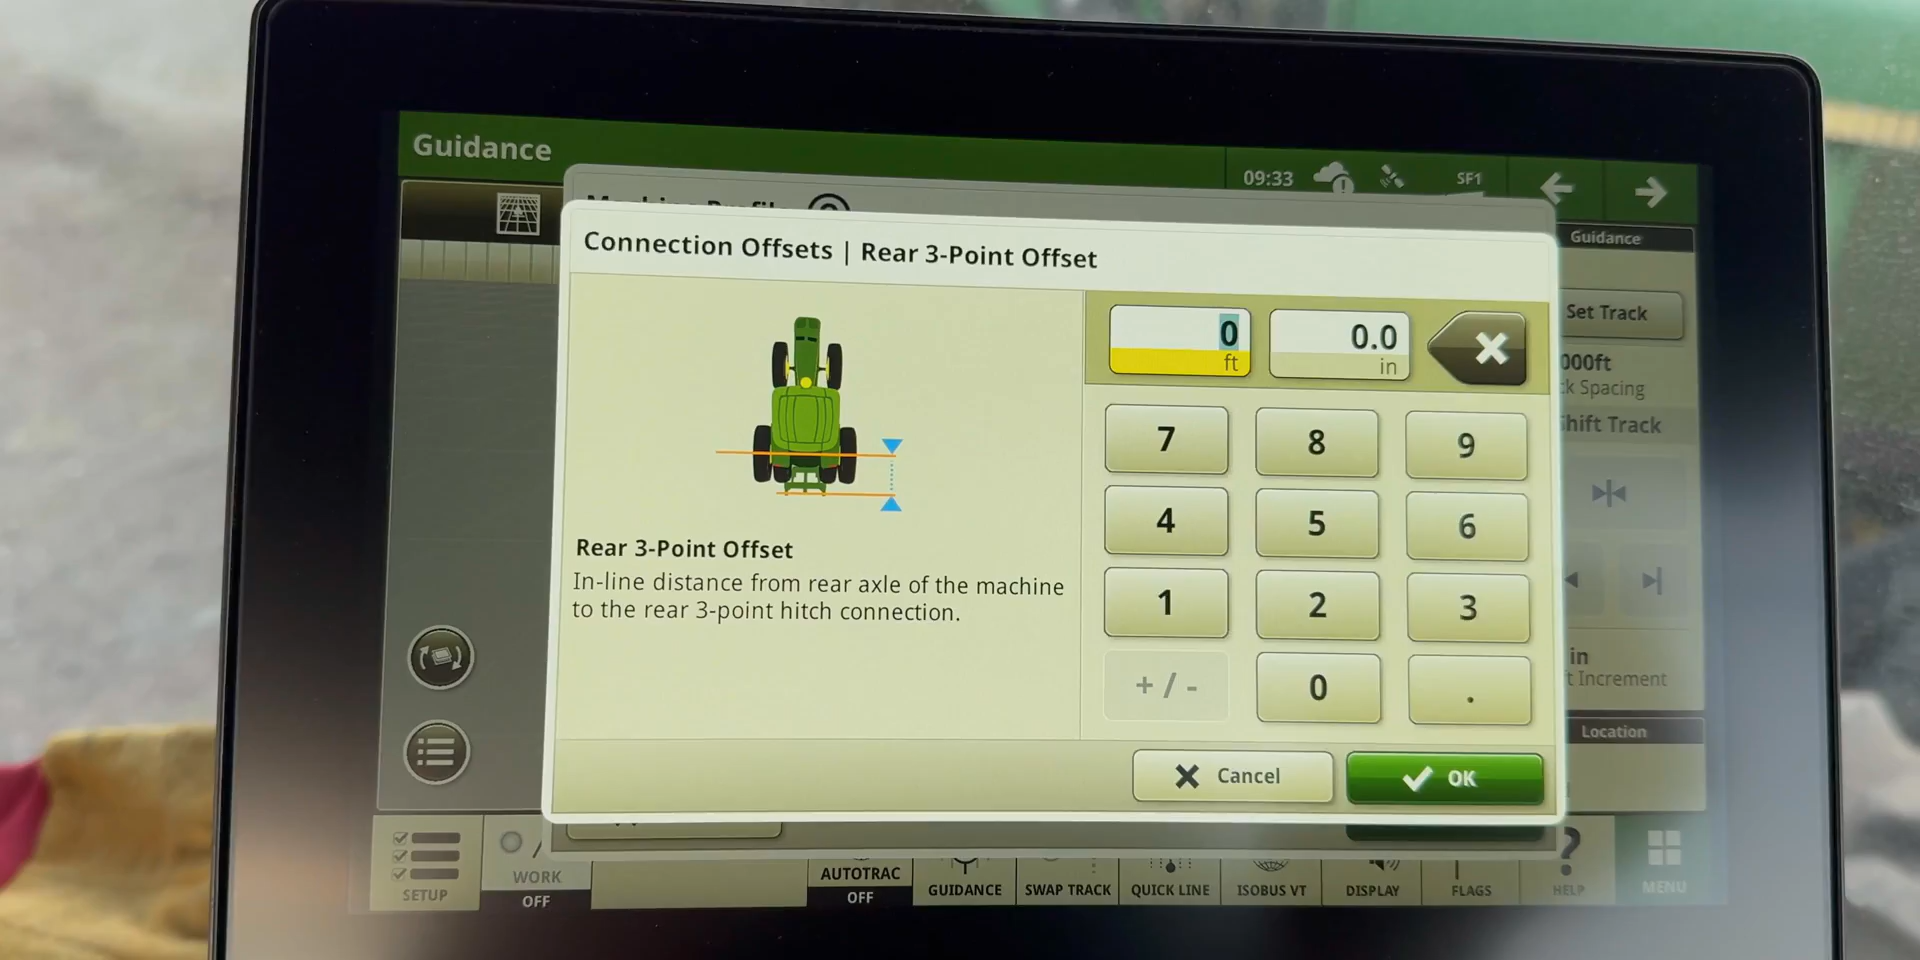 Guidance
09:33
SF1
Guidance
Connection Offsets | Rear 3-Point Offset
0
ft
0.0
in
Set Track
000ft
Spacing
Shift Track
7
8
9
4
5
6
1
2
3
+ / -
0
.
Rear 3-Point Offset
In-line distance from rear axle of the machine
to the rear 3-point hitch connection.
in
Increment
Location
Cancel
OK
SETUP
WORK
OFF
AUTOTRAC
OFF
GUIDANCE
SWAP TRACK
QUICK LINE
ISOBUS VT
DISPLAY
FLAGS
HELP
MENU